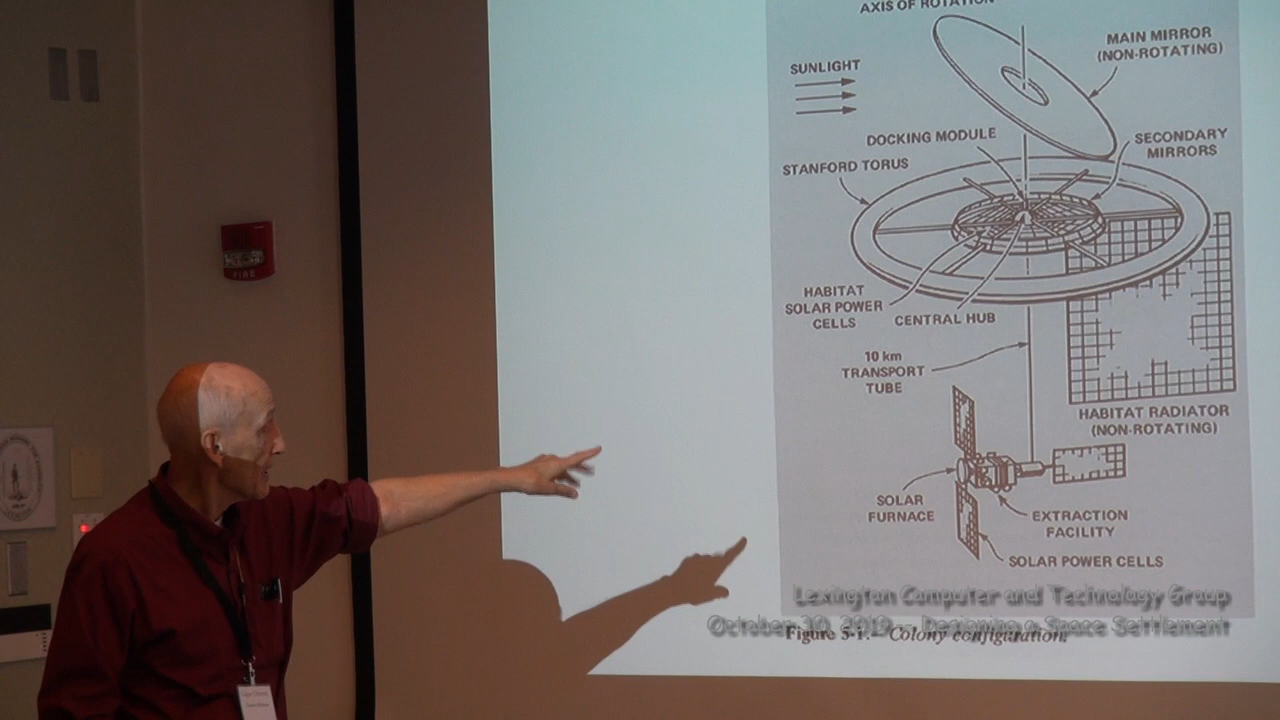 AXIS OF ROTATION
MAIN MIRROR
(NON-ROTATING)
SUNLIGHT
DOCKING MODULE
SECONDARY
MIRRORS
STANFORD TORUS
HABITAT
SOLAR POWER
CELLS
CENTRAL HUB
10 km
TRANSPORT
TUBE
HABITAT RADIATOR
(NON-ROTATING)
SOLAR
FURNACE
EXTRACTION
FACILITY
SOLAR POWER CELLS
Lexington Computer and Technology Group
October 30, 2019 -- Designing a Space Settlement
Figure 5-1.— Colony configuration.
FIRE